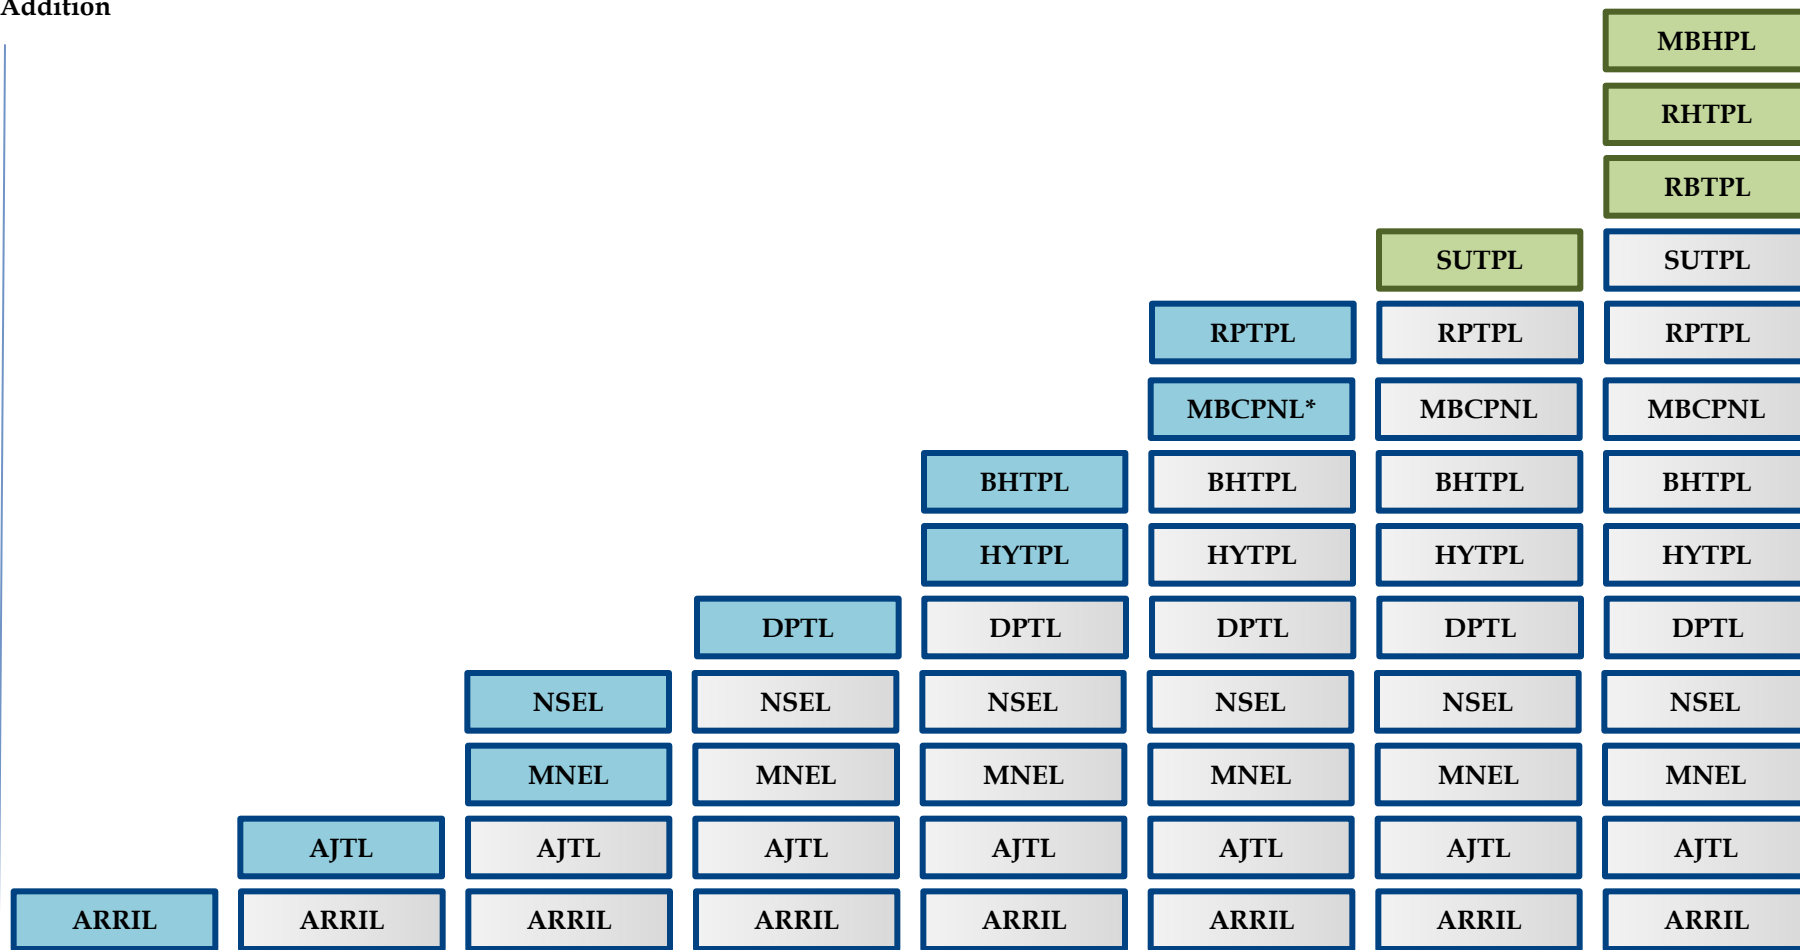 Addition
MBHPL
RHTPL
RBTPL
SUTPL SUTPL
RPTPL RPTPL RPTPL
MBCPNL* MBCPNL MBCPNL
BHTPL BHTPL BHTPL BHTPL
HYTPL HYTPL HYTPL HYTPL
DPTL DPTL DPTL DPTL DPTL
NSEL NSEL NSEL NSEL NSEL NSEL
MNEL MNEL MNEL MNEL MNEL MNEL
AJTL AJTL AJTL AJTL AJTL AJTL AJTL
ARRIL ARRIL ARRIL ARRIL ARRIL ARRIL ARRIL ARRIL